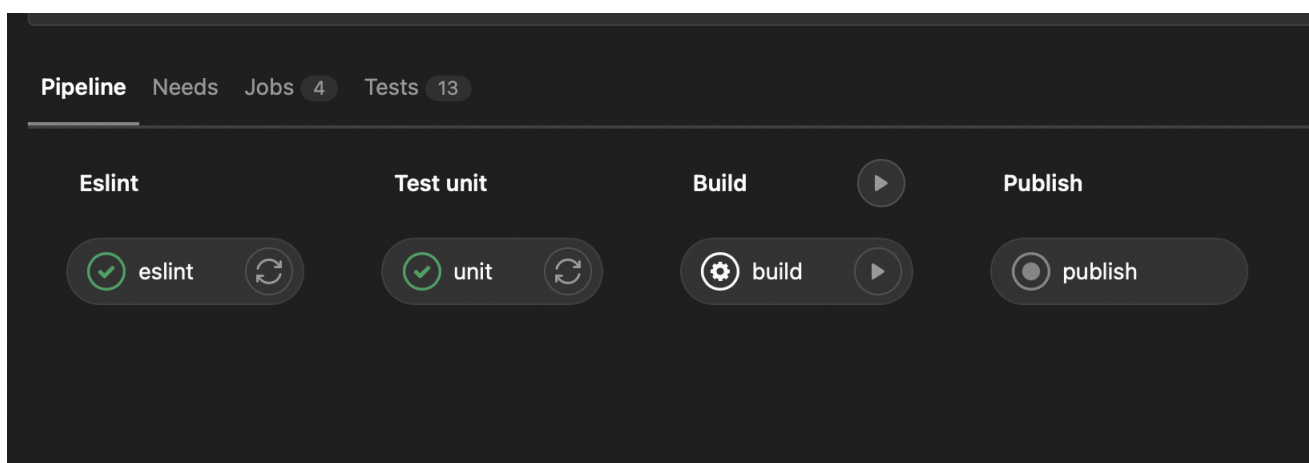 Pipeline Needs Jobs 4 Tests 13
Eslint Test unit Build Publish
eslint unit build publish